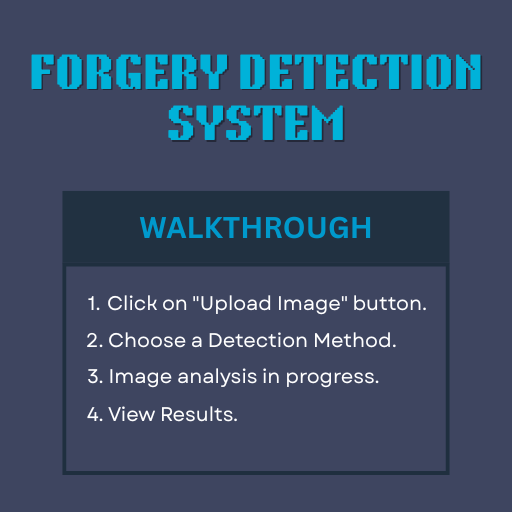 FORGERY DETECTION
SYSTEM
WALKTHROUGH
1. Click on "Upload Image" button.
2. Choose a Detection Method.
3. Image analysis in progress.
4. View Results.